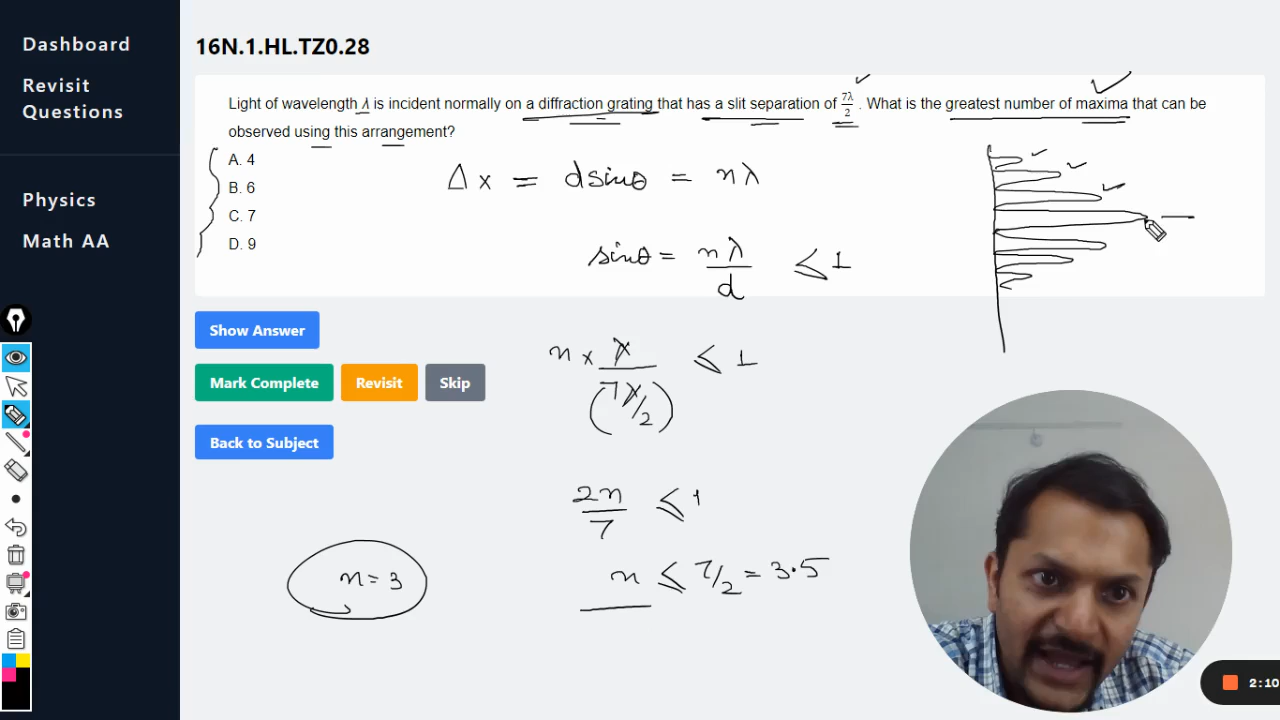 Dashboard
Revisit
Questions
Physics
Math AA
16N.1.HL.TZ0.28
Light of wavelength λ is incident normally on a diffraction grating that has a slit separation of 7λ/2 . What is the greatest number of maxima that can be
observed using this arrangement?
A. 4
B. 6
C. 7
D. 9
Δx = dsinθ = nλ
sinθ = nλ/d ≤ 1
Show Answer
Mark Complete
Revisit
Skip
Back to Subject
n × λ/(7λ/2) ≤ 1
2n/7 ≤ 1
n ≤ 7/2 = 3.5
n = 3
2:10